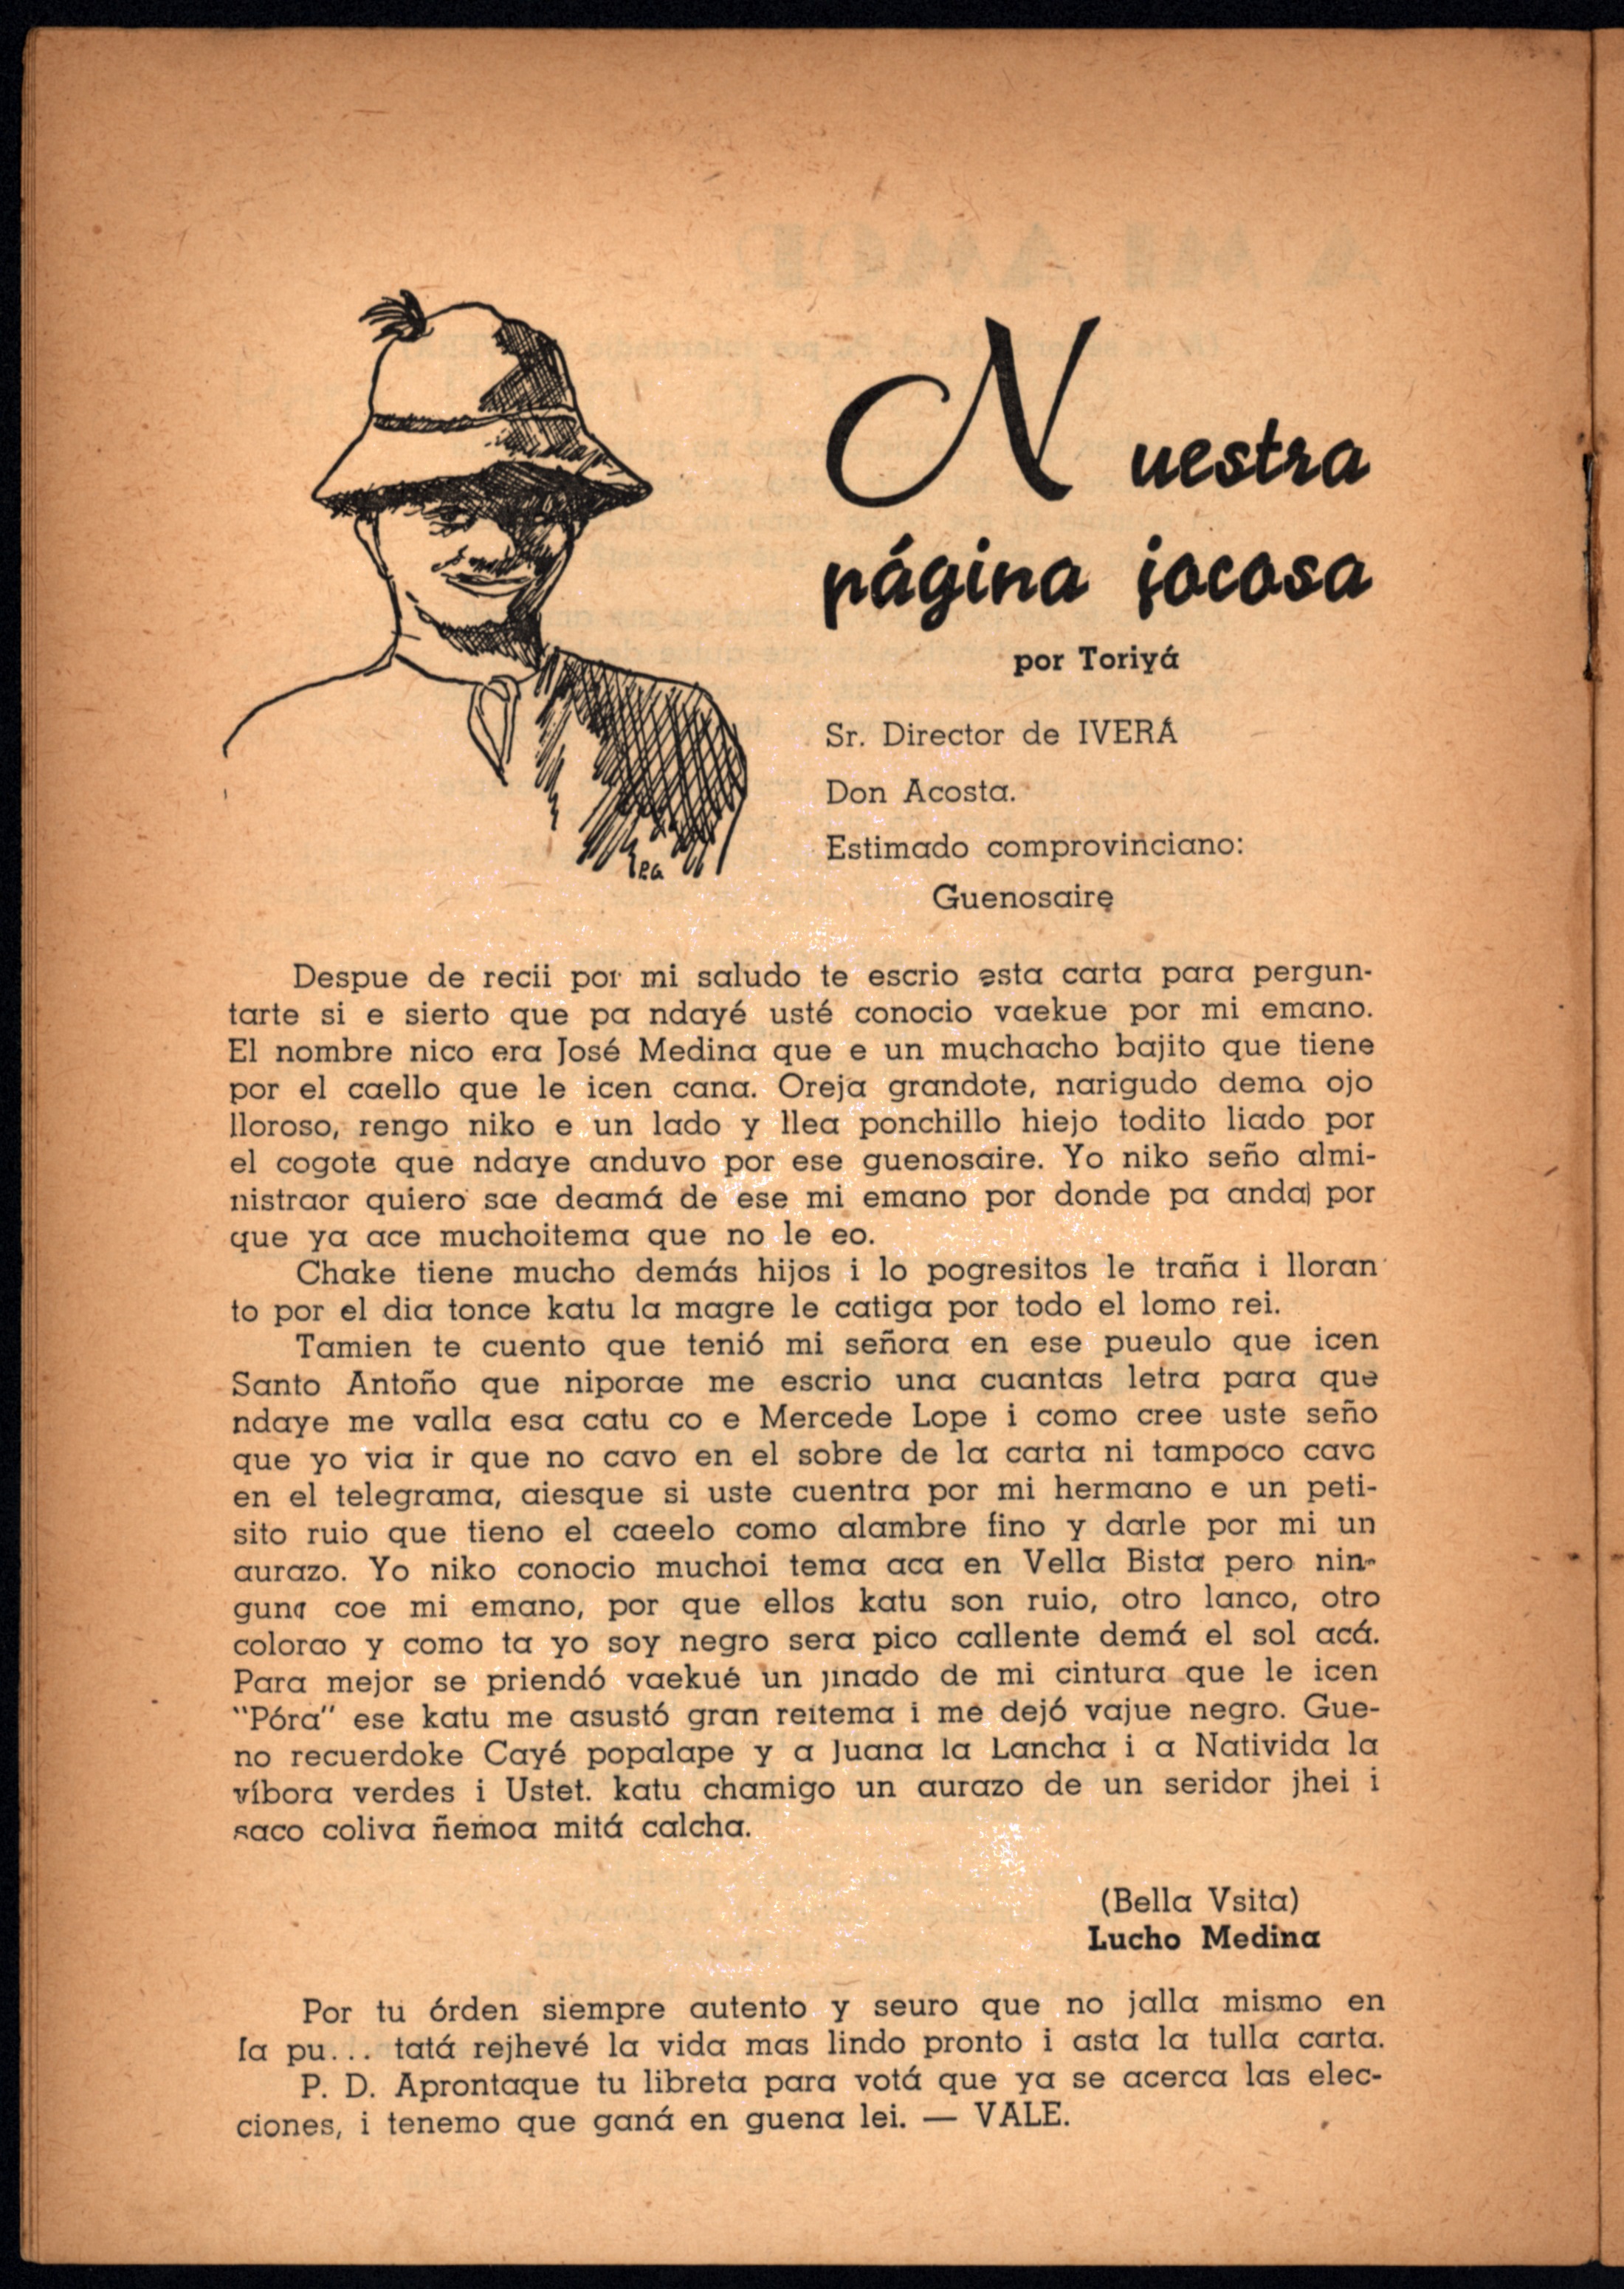 Nuestra
página jocosa
por Toriyá
Sr. Director de IVERÁ
Don Acosta.
Estimado comprovinciano:
Guenosaire
Despue de recii por mi saludo te escrio esta carta para pergun-
tarte si e sierto que pa ndayé usté conocio vaekue por mi emano.
El nombre nico era José Medina que e un muchacho bajito que tiene
por el caello que le icen cana. Oreja grandote, narigudo dema ojo
lloroso, rengo niko e un lado y llea ponchillo hiejo todito liado por
el cogote que ndaye anduvo por ese guenosaire. Yo niko seño almi-
nistraor quiero sae deamá de ese mi emano por donde pa anda por
que ya ace muchoitema que no le eo.
Chake tiene mucho demás hijos i lo pogresitos le traña i lloran
to por el dia tonce katu la magre le catiga por todo el lomo rei.
Tamien te cuento que tenió mi señora en ese pueulo que icen
Santo Antoño que niporae me escrio una cuantas letra para que
ndaye me valla esa catu co e Mercede Lope i como cree uste seño
que yo via ir que no cavo en el sobre de la carta ni tampoco cavo
en el telegrama, aiesque si uste cuentra por mi hermano e un peti-
sito ruio que tieno el caeelo como alambre fino y darle por mi un
aurazo. Yo niko conocio muchoi tema aca en Vella Bista pero nin-
guna coe mi emano, por que ellos katu son ruio, otro lanco, otro
colorao y como ta yo soy negro sera pico callente demá el sol acá.
Para mejor se priendó vaekué un jinado de mi cintura que le icen
"Póra" ese katu me asustó gran reitema i me dejó vajue negro. Gue-
no recuerdoke Cayé popalape y a Juana la Lancha i a Nativida la
víbora verdes i Ustet. katu chamigo un aurazo de un seridor jhei i
saco coliva ñemoa mitá calcha.
(Bella Vsita)
Lucho Medina
Por tu órden siempre autento y seuro que no jalla mismo en
la pu... tatá rejhevé la vida mas lindo pronto i asta la tulla carta.
P. D. Aprontaque tu libreta para votá que ya se acerca las elec-
ciones, i tenemo que ganá en guena lei. — VALE.